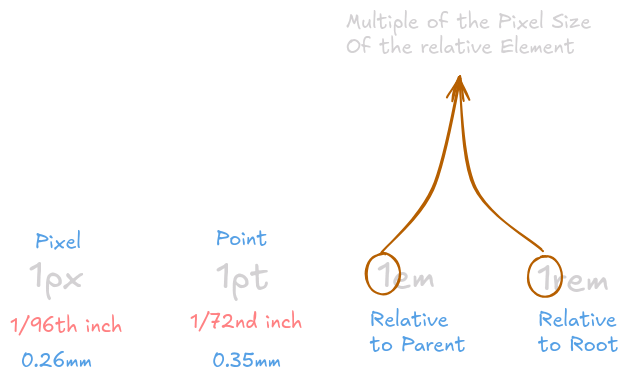 Multiple of the Pixel Size
Of the relative Element
Pixel
1px
1/96th inch
0.26mm
Point
1pt
1/72nd inch
0.35mm
1em
Relative
to Parent
1rem
Relative
to Root